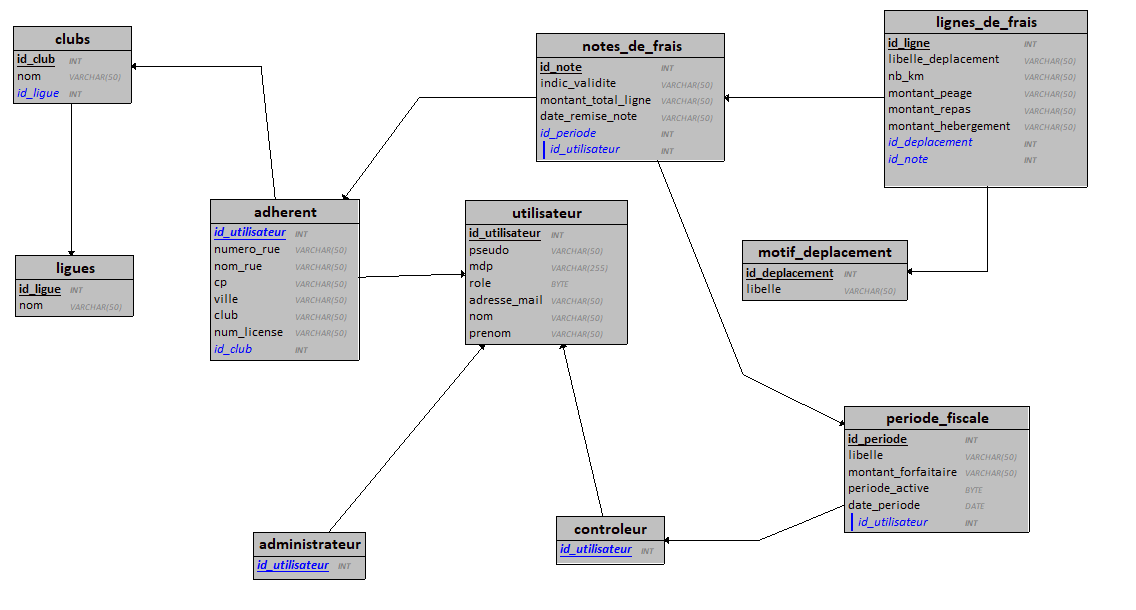 clubs
id_club INT
nom VARCHAR(50)
id_ligue INT
ligues
id_ligue INT
nom VARCHAR(50)
adherent
id_utilisateur INT
numero_rue VARCHAR(50)
nom_rue VARCHAR(50)
cp VARCHAR(50)
ville VARCHAR(50)
club VARCHAR(50)
num_license VARCHAR(50)
id_club INT
utilisateur
id_utilisateur INT
pseudo VARCHAR(50)
mdp VARCHAR(255)
role BYTE
adresse_mail VARCHAR(50)
nom VARCHAR(50)
prenom VARCHAR(50)
notes_de_frais
id_note INT
indic_validite VARCHAR(50)
montant_total_ligne VARCHAR(50)
date_remise_note VARCHAR(50)
id_periode INT
id_utilisateur INT
lignes_de_frais
id_ligne INT
libelle_deplacement VARCHAR(50)
nb_km VARCHAR(50)
montant_peage VARCHAR(50)
montant_repas VARCHAR(50)
montant_hebergement VARCHAR(50)
id_deplacement INT
id_note INT
motif_deplacement
id_deplacement INT
libelle VARCHAR(50)
periode_fiscale
id_periode INT
libelle VARCHAR(50)
montant_forfaitaire VARCHAR(50)
periode_active BYTE
date_periode DATE
id_utilisateur INT
administrateur
id_utilisateur INT
controleur
id_utilisateur INT